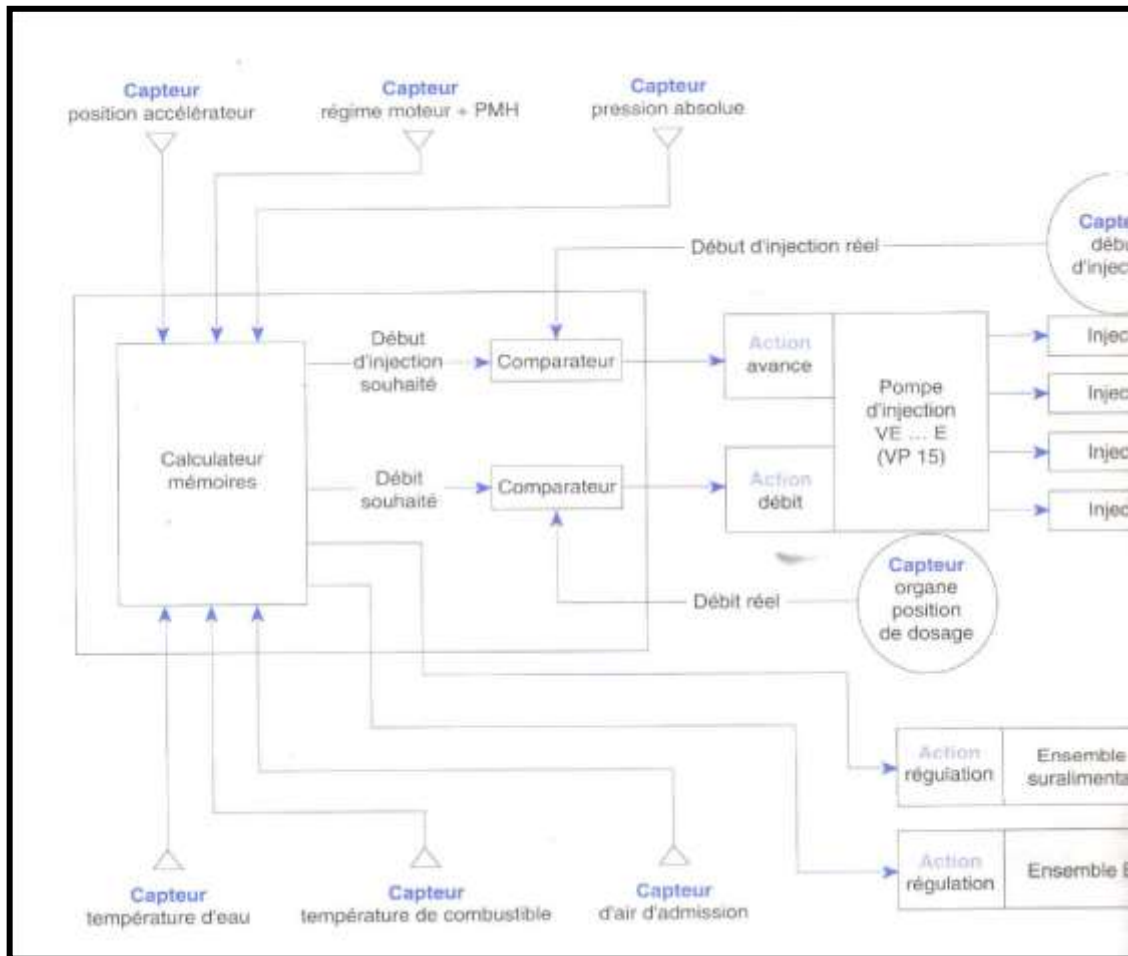 Capteur
position accélérateur
Capteur
régime moteur + PMH
Capteur
pression absolue
Début d'injection réel
Début
d'injection
souhaité
Comparateur
Action
avance
Pompe
d'injection
VE ... E
(VP 15)
Calculateur
mémoires
Débit
souhaité
Comparateur
Action
débit
Débit réel
Capteur
organe
position
de dosage
Action
régulation
Ensemble
Action
régulation
Ensemble
Capteur
température d'eau
Capteur
température de combustible
Capteur
d'air d'admission